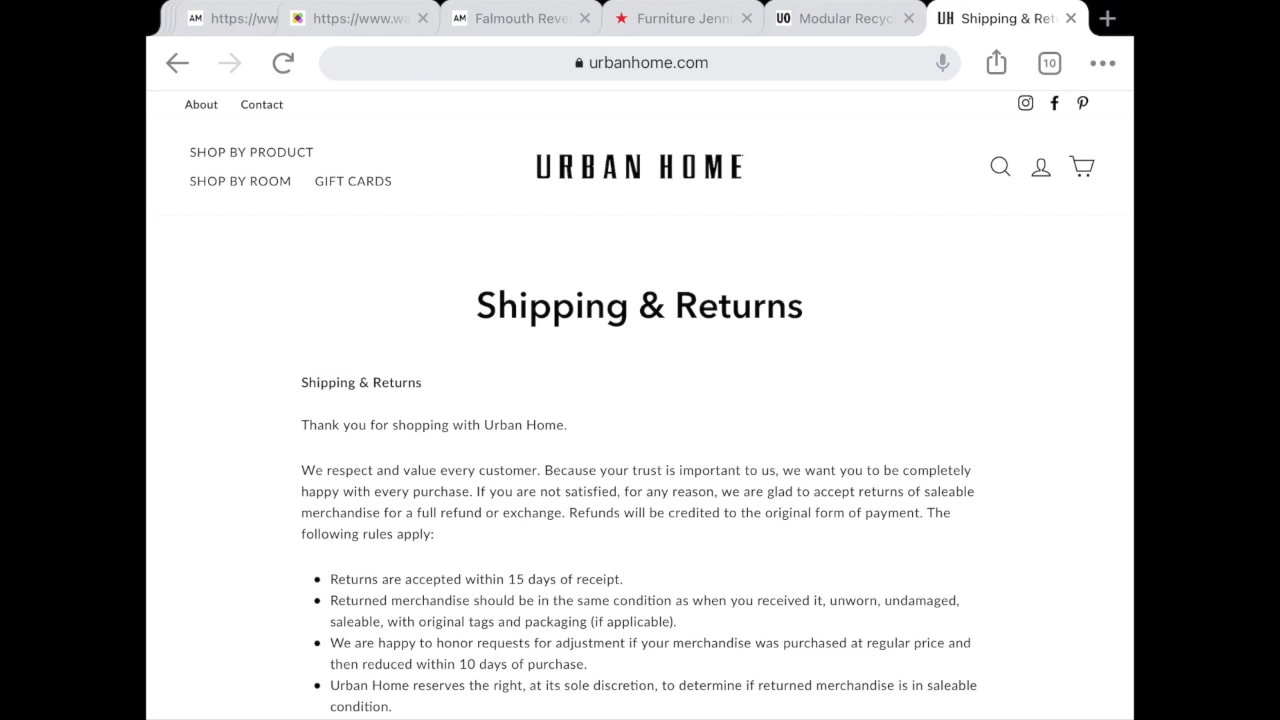 AM https://ww
https://www.wa
AM Falmouth Reve
Furniture Jenni
UO Modular Recyc
UH Shipping & Ret
urbanhome.com
10
About Contact
SHOP BY PRODUCT
SHOP BY ROOM GIFT CARDS
URBAN HOME
Shipping & Returns
Shipping & Returns
Thank you for shopping with Urban Home.
We respect and value every customer. Because your trust is important to us, we want you to be completely
happy with every purchase. If you are not satisfied, for any reason, we are glad to accept returns of saleable
merchandise for a full refund or exchange. Refunds will be credited to the original form of payment. The
following rules apply:
• Returns are accepted within 15 days of receipt.
• Returned merchandise should be in the same condition as when you received it, unworn, undamaged,
saleable, with original tags and packaging (if applicable).
• We are happy to honor requests for adjustment if your merchandise was purchased at regular price and
then reduced within 10 days of purchase.
• Urban Home reserves the right, at its sole discretion, to determine if returned merchandise is in saleable
condition.